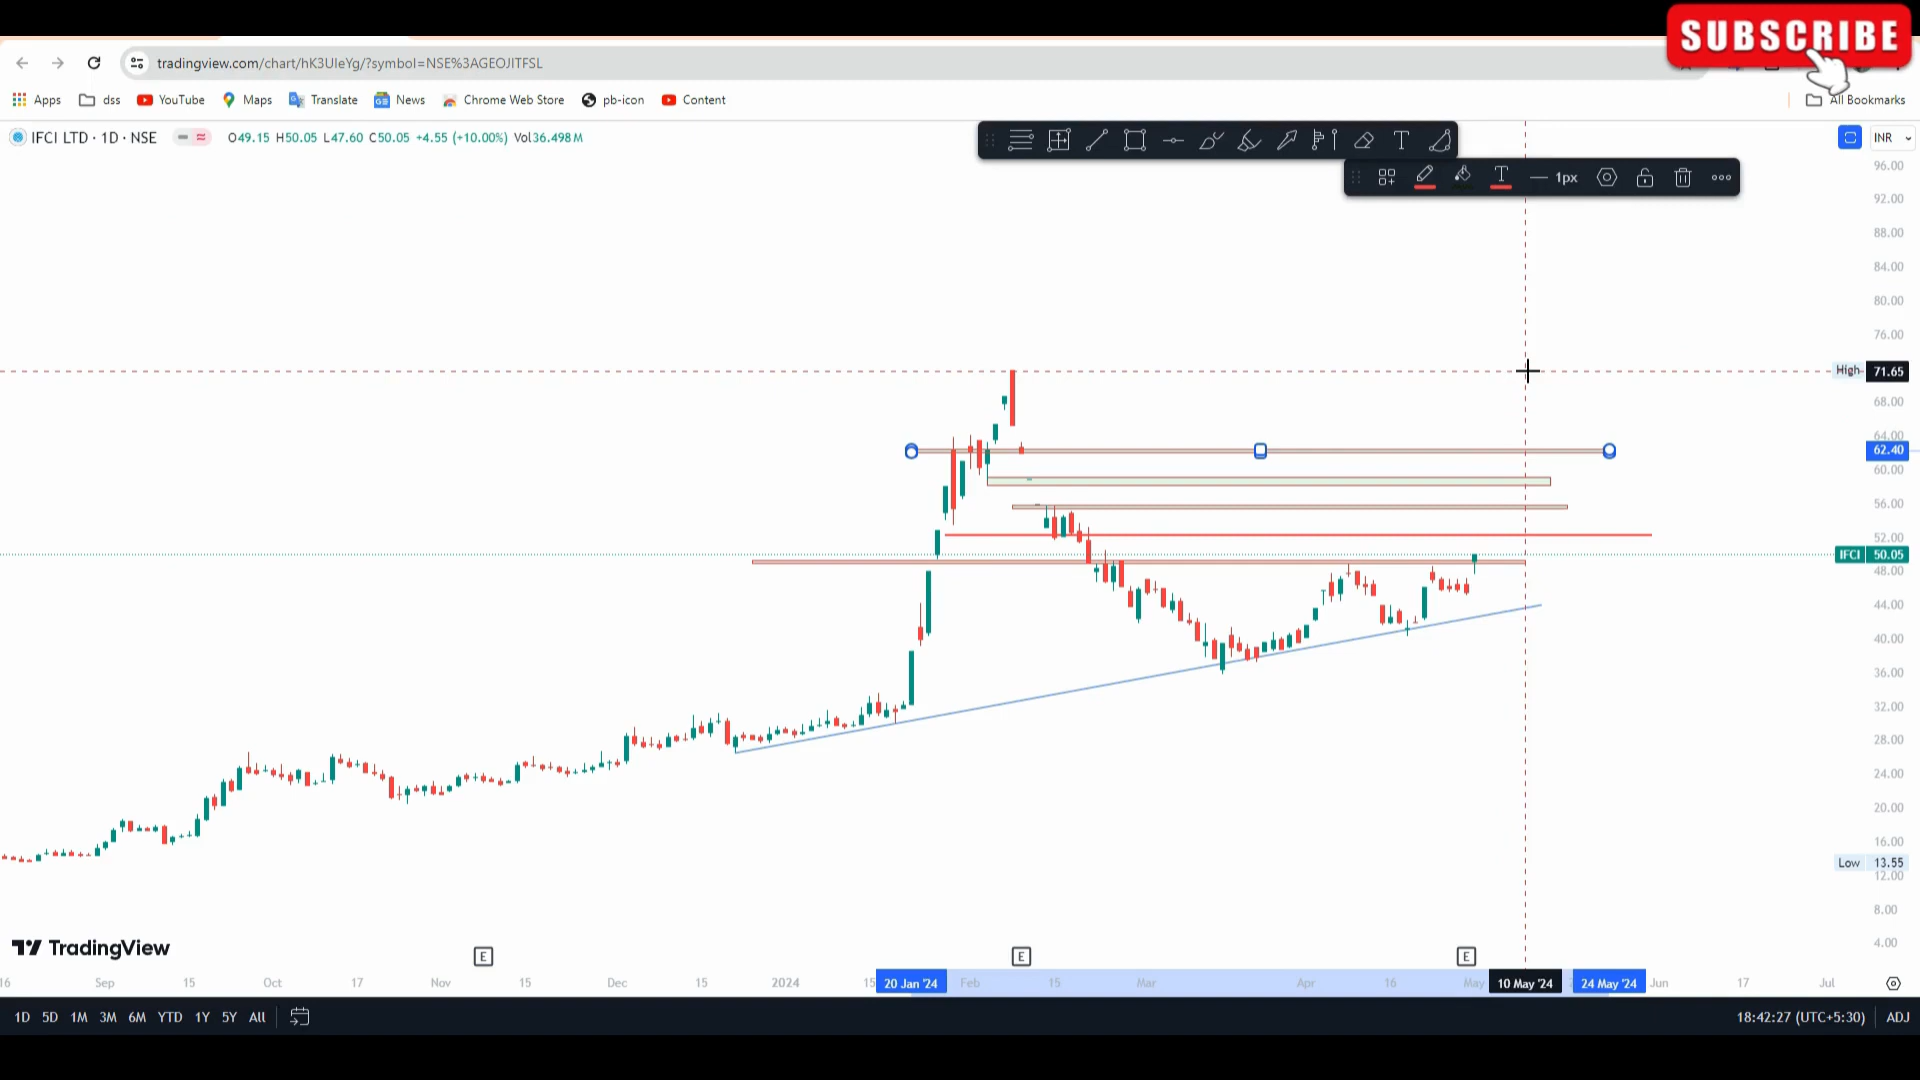 SUBSCRIBE
tradingview.com/chart/hK3UIeYg/?symbol=NSE%3AGEOJITFSL
Apps dss YouTube Maps Translate News Chrome Web Store pb-icon Content All Bookmarks
IFCI LTD · 1D · NSE O49.15 H50.05 L47.60 C50.05 +4.55 (+10.00%) Vol36.498 M
INR
T
T 1px
96.00
92.00
88.00
84.00
80.00
76.00
High 71.65
68.00
64.00
62.40
60.00
56.00
52.00
IFCI 50.05
48.00
44.00
40.00
36.00
32.00
28.00
24.00
20.00
16.00
Low 13.55
12.00
8.00
4.00
TradingView
E E E
16 Sep 15 Oct 17 Nov 15 Dec 15 2024 15 20 Jan '24 Feb 15 Mar Apr 16 May 10 May '24 24 May '24 Jun 17 Jul
1D 5D 1M 3M 6M YTD 1Y 5Y All 18:42:27 (UTC+5:30) ADJ